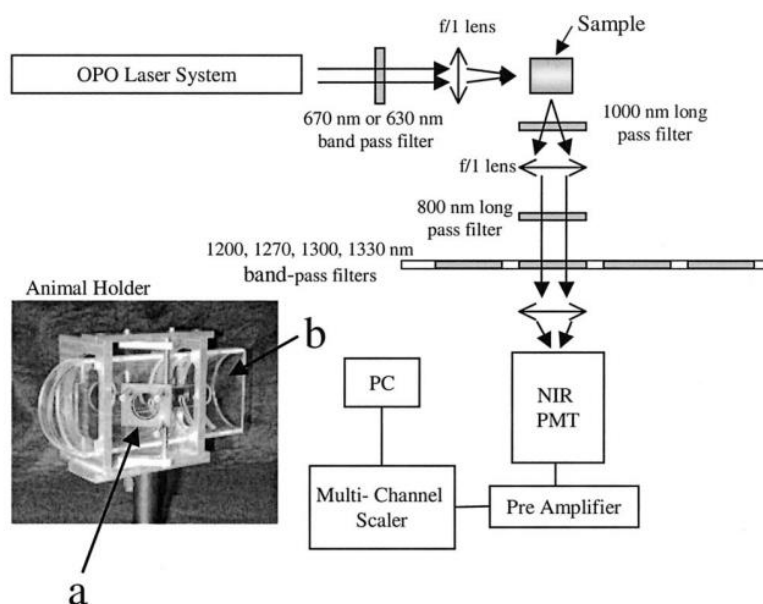 f/1 lens
Sample
OPO Laser System
670 nm or 630 nm
band pass filter
1000 nm long
pass filter
f/1 lens
800 nm long
pass filter
1200, 1270, 1300, 1330 nm
band-pass filters
Animal Holder
b
PC
NIR
PMT
Multi- Channel
Scaler
Pre Amplifier
a